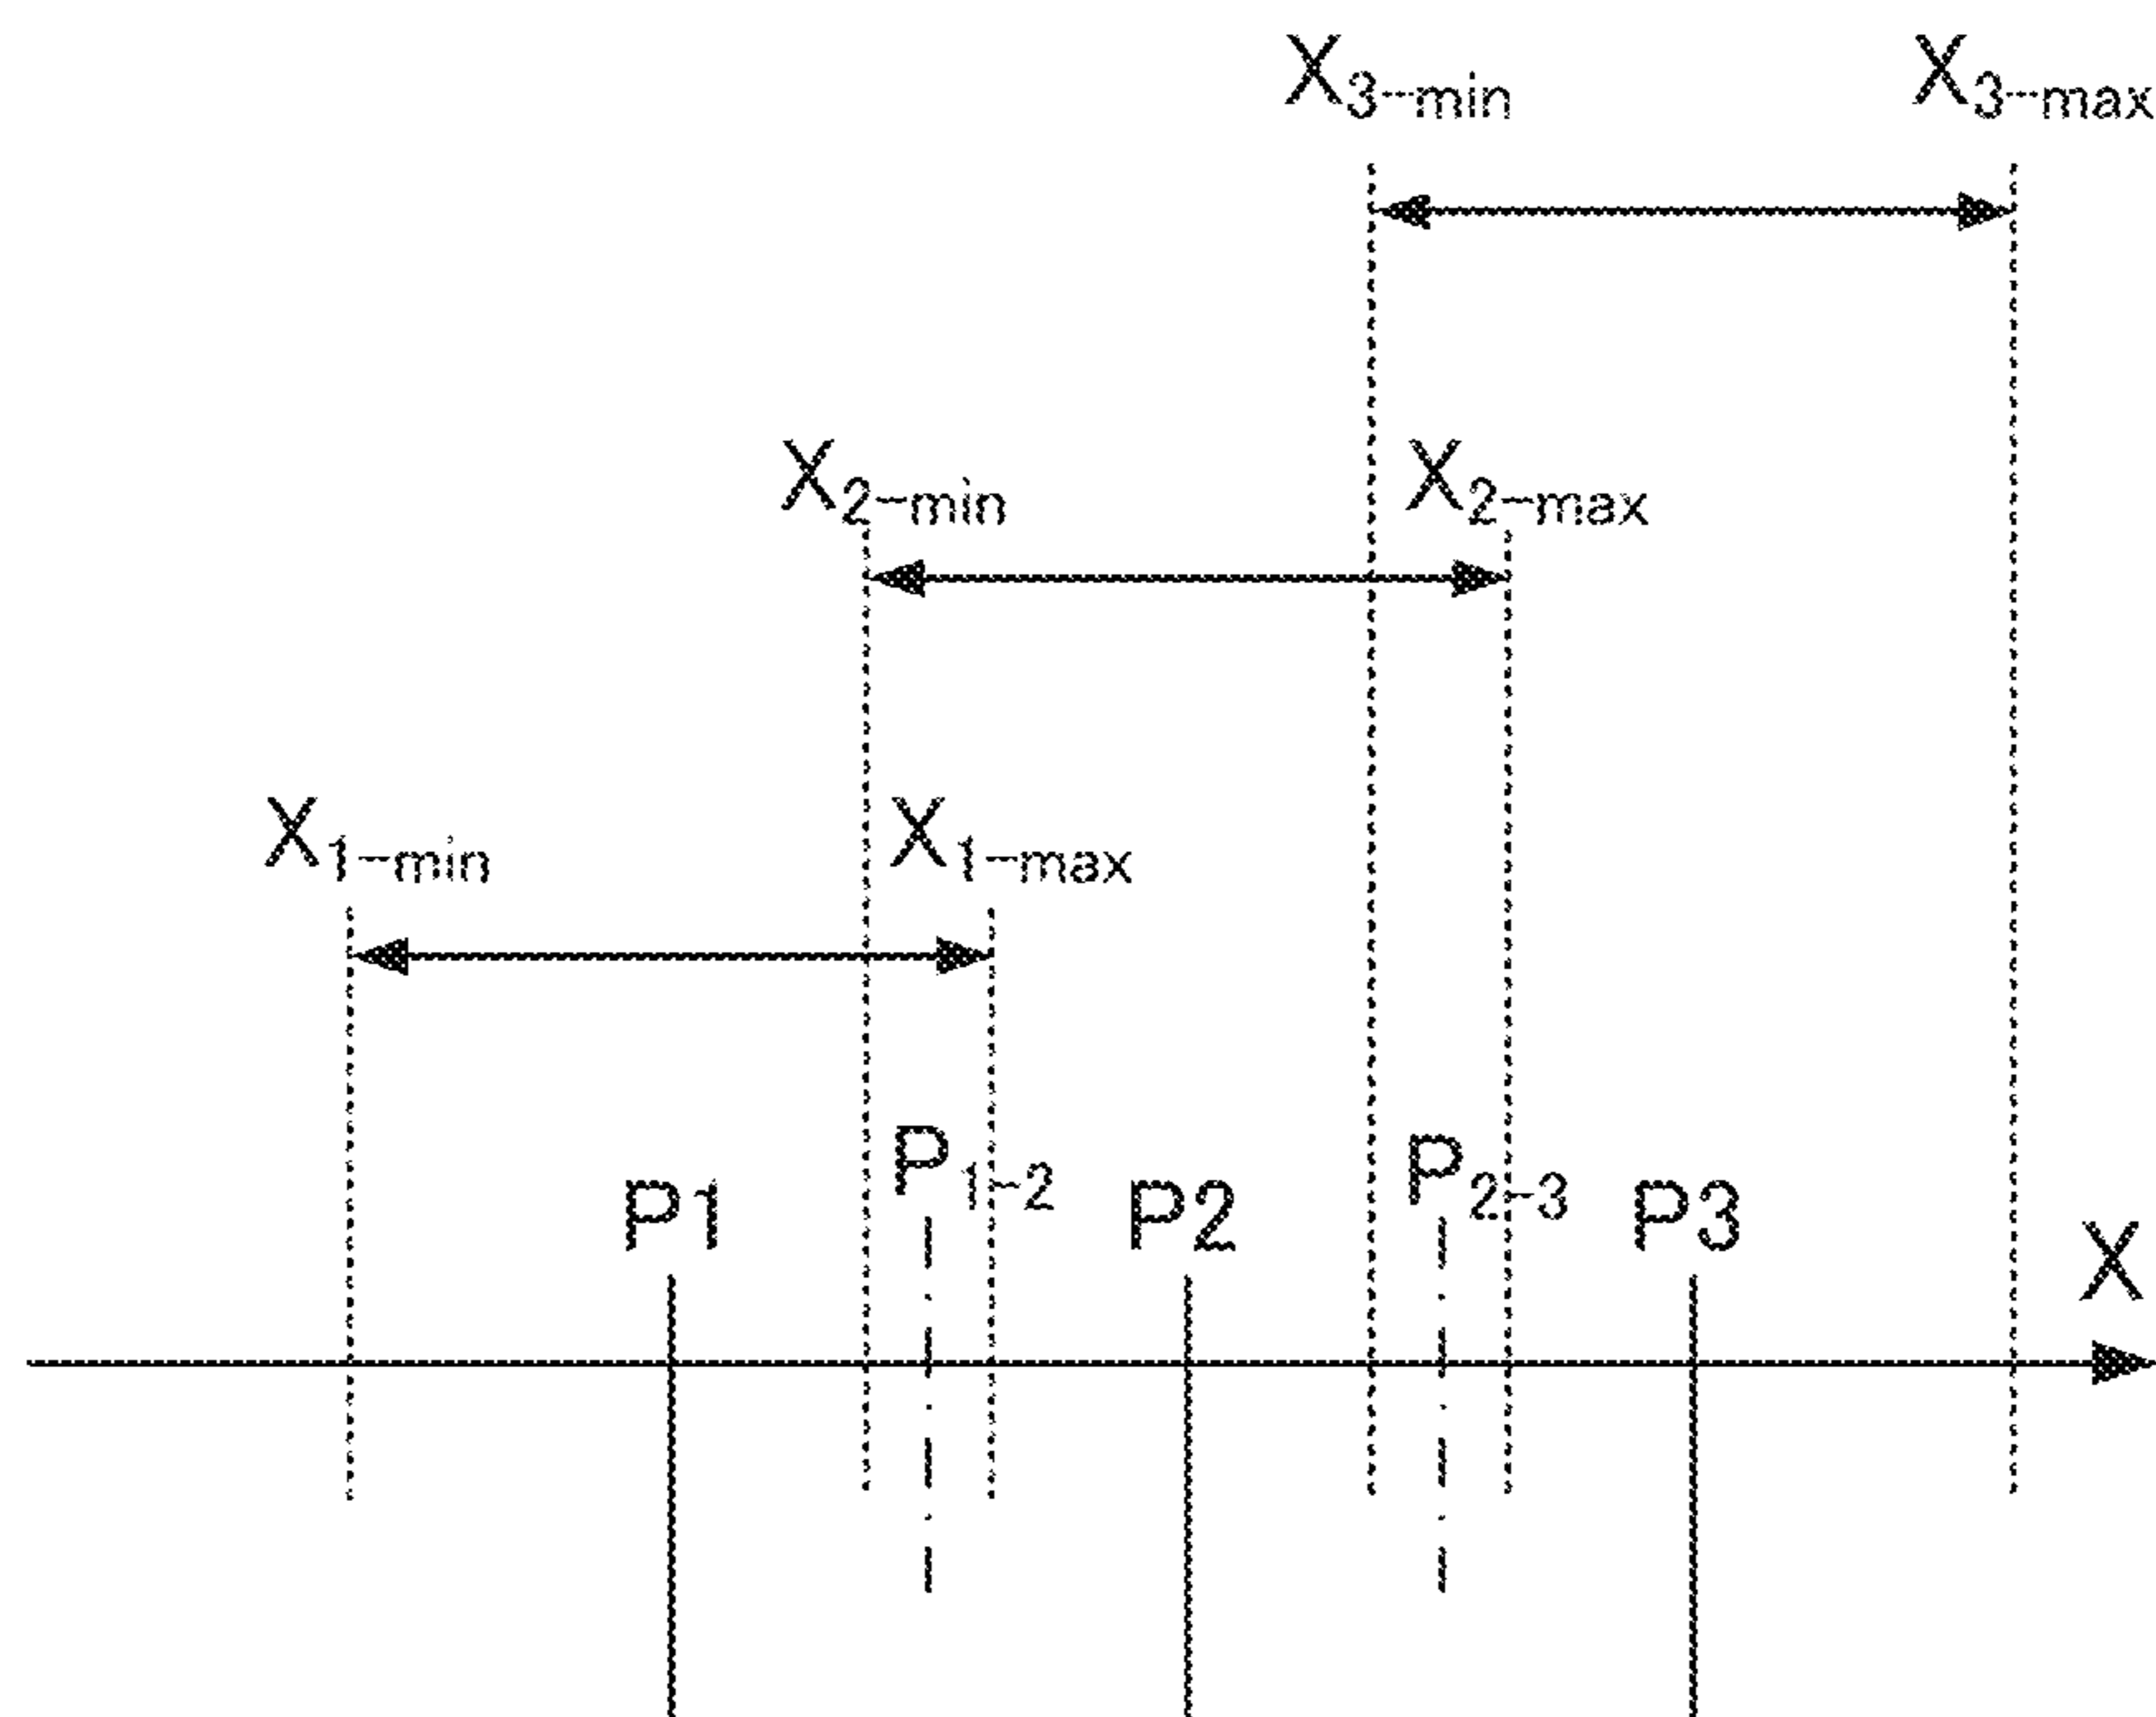 X3-min X3-max
X2-min X2-max
X1-min X1-max
P1 P1-2 P2 P2-3 P3 X